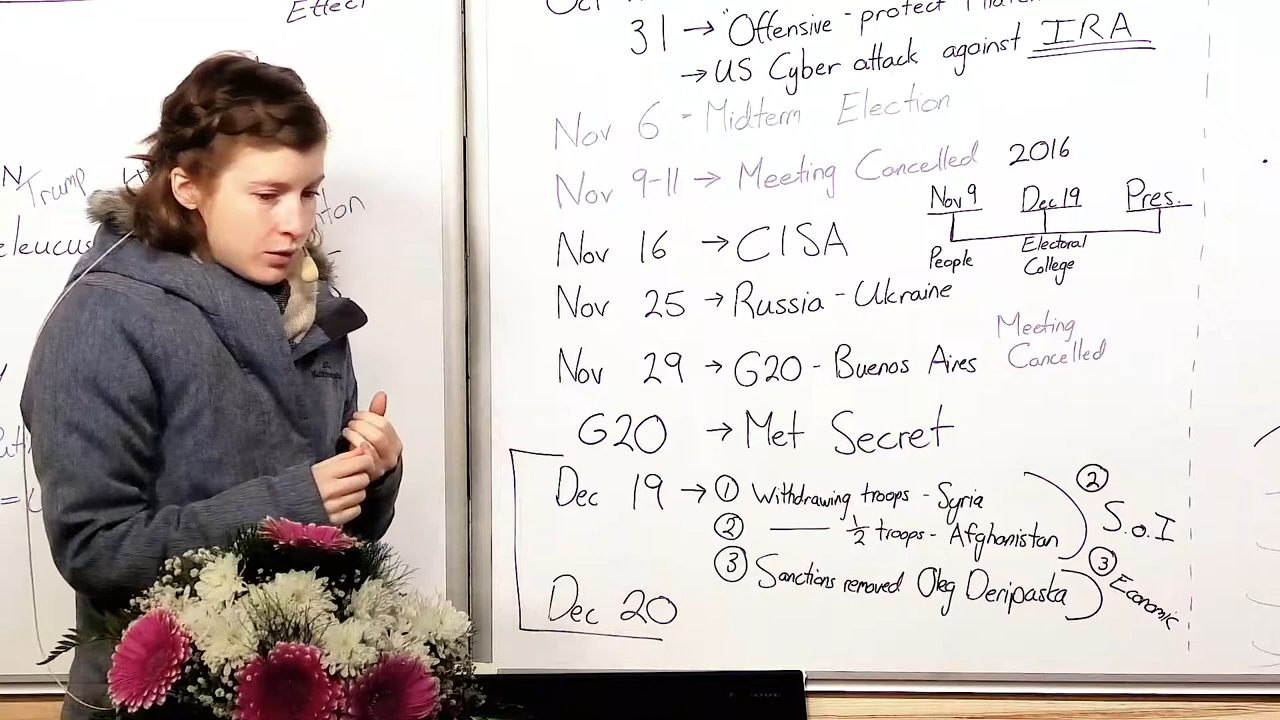 Effect
Trump
eleucus
31 → "Offensive - protect
→ US Cyber attack against IRA
Nov 6 - Midterm Election
Nov 9-11 → Meeting Cancelled
2016
Nov 9 Dec 19 Pres.
People Electoral College
Nov 16 → CISA
Nov 25 → Russia - Ukraine
Nov 29 → G20 - Buenos Aires Meeting Cancelled
G20 → Met Secret
Dec 19 → ① Withdrawing troops - Syria
② —— 1/2 troops - Afghanistan
② S.o.I
③ Sanctions removed Oleg Deripaska
③ Economic
Dec 20